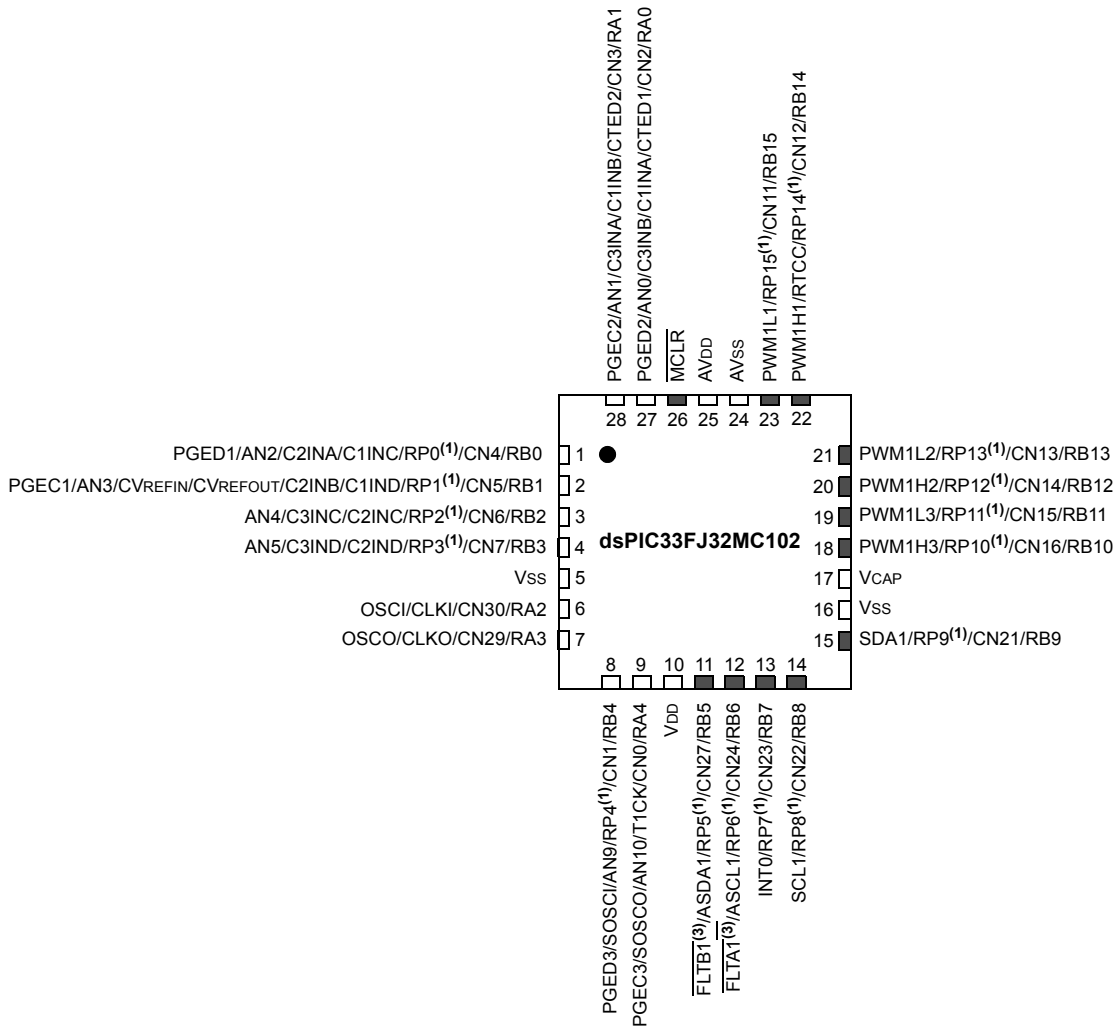 PGEC2/AN1/C3INA/C1INB/CTED2/CN3/RA1
PGED2/AN0/C3INB/C1INA/CTED1/CN2/RA0
MCLR
AVDD
AVSS
PWM1L1/RP15(1)/CN11/RB15
PWM1H1/RTCC/RP14(1)/CN12/RB14
28 27 26 25 24 23 22
PGED1/AN2/C2INA/C1INC/RP0(1)/CN4/RB0 1
PGEC1/AN3/CVREFIN/CVREFOUT/C2INB/C1IND/RP1(1)/CN5/RB1 2
AN4/C3INC/C2INC/RP2(1)/CN6/RB2 3
AN5/C3IND/C2IND/RP3(1)/CN7/RB3 4
VSS 5
OSCI/CLKI/CN30/RA2 6
OSCO/CLKO/CN29/RA3 7
dsPIC33FJ32MC102
21 PWM1L2/RP13(1)/CN13/RB13
20 PWM1H2/RP12(1)/CN14/RB12
19 PWM1L3/RP11(1)/CN15/RB11
18 PWM1H3/RP10(1)/CN16/RB10
17 VCAP
16 VSS
15 SDA1/RP9(1)/CN21/RB9
8 9 10 11 12 13 14
PGED3/SOSCI/AN9/RP4(1)/CN1/RB4
PGEC3/SOSCO/AN10/T1CK/CN0/RA4
VDD
FLTB1(3)/ASDA1/RP5(1)/CN27/RB5
FLTA1(3)/ASCL1/RP6(1)/CN24/RB6
INT0/RP7(1)/CN23/RB7
SCL1/RP8(1)/CN22/RB8